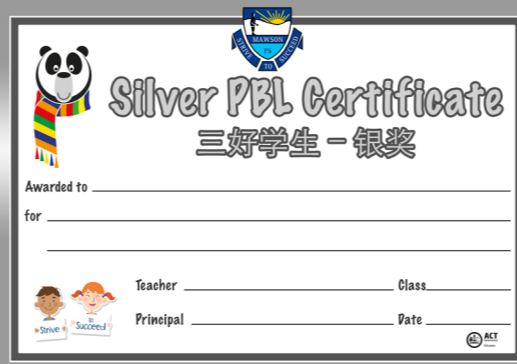 MAWSON
PS
STRIVE TO SUCCEED
Silver PBL Certificate
三好学生－银奖
Awarded to
for
Teacher Class
Principal Date
Strive to Succeed!
ACT